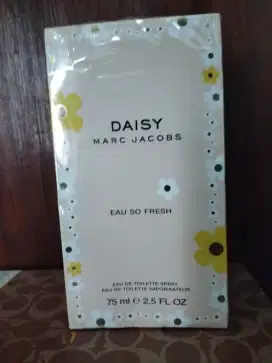 DAISY
MARC JACOBS
EAU SO FRESH
EAU DE TOILETTE SPRAY
EAU DE TOILETTE VAPORISATEUR
75 ml e 2.5 FL OZ